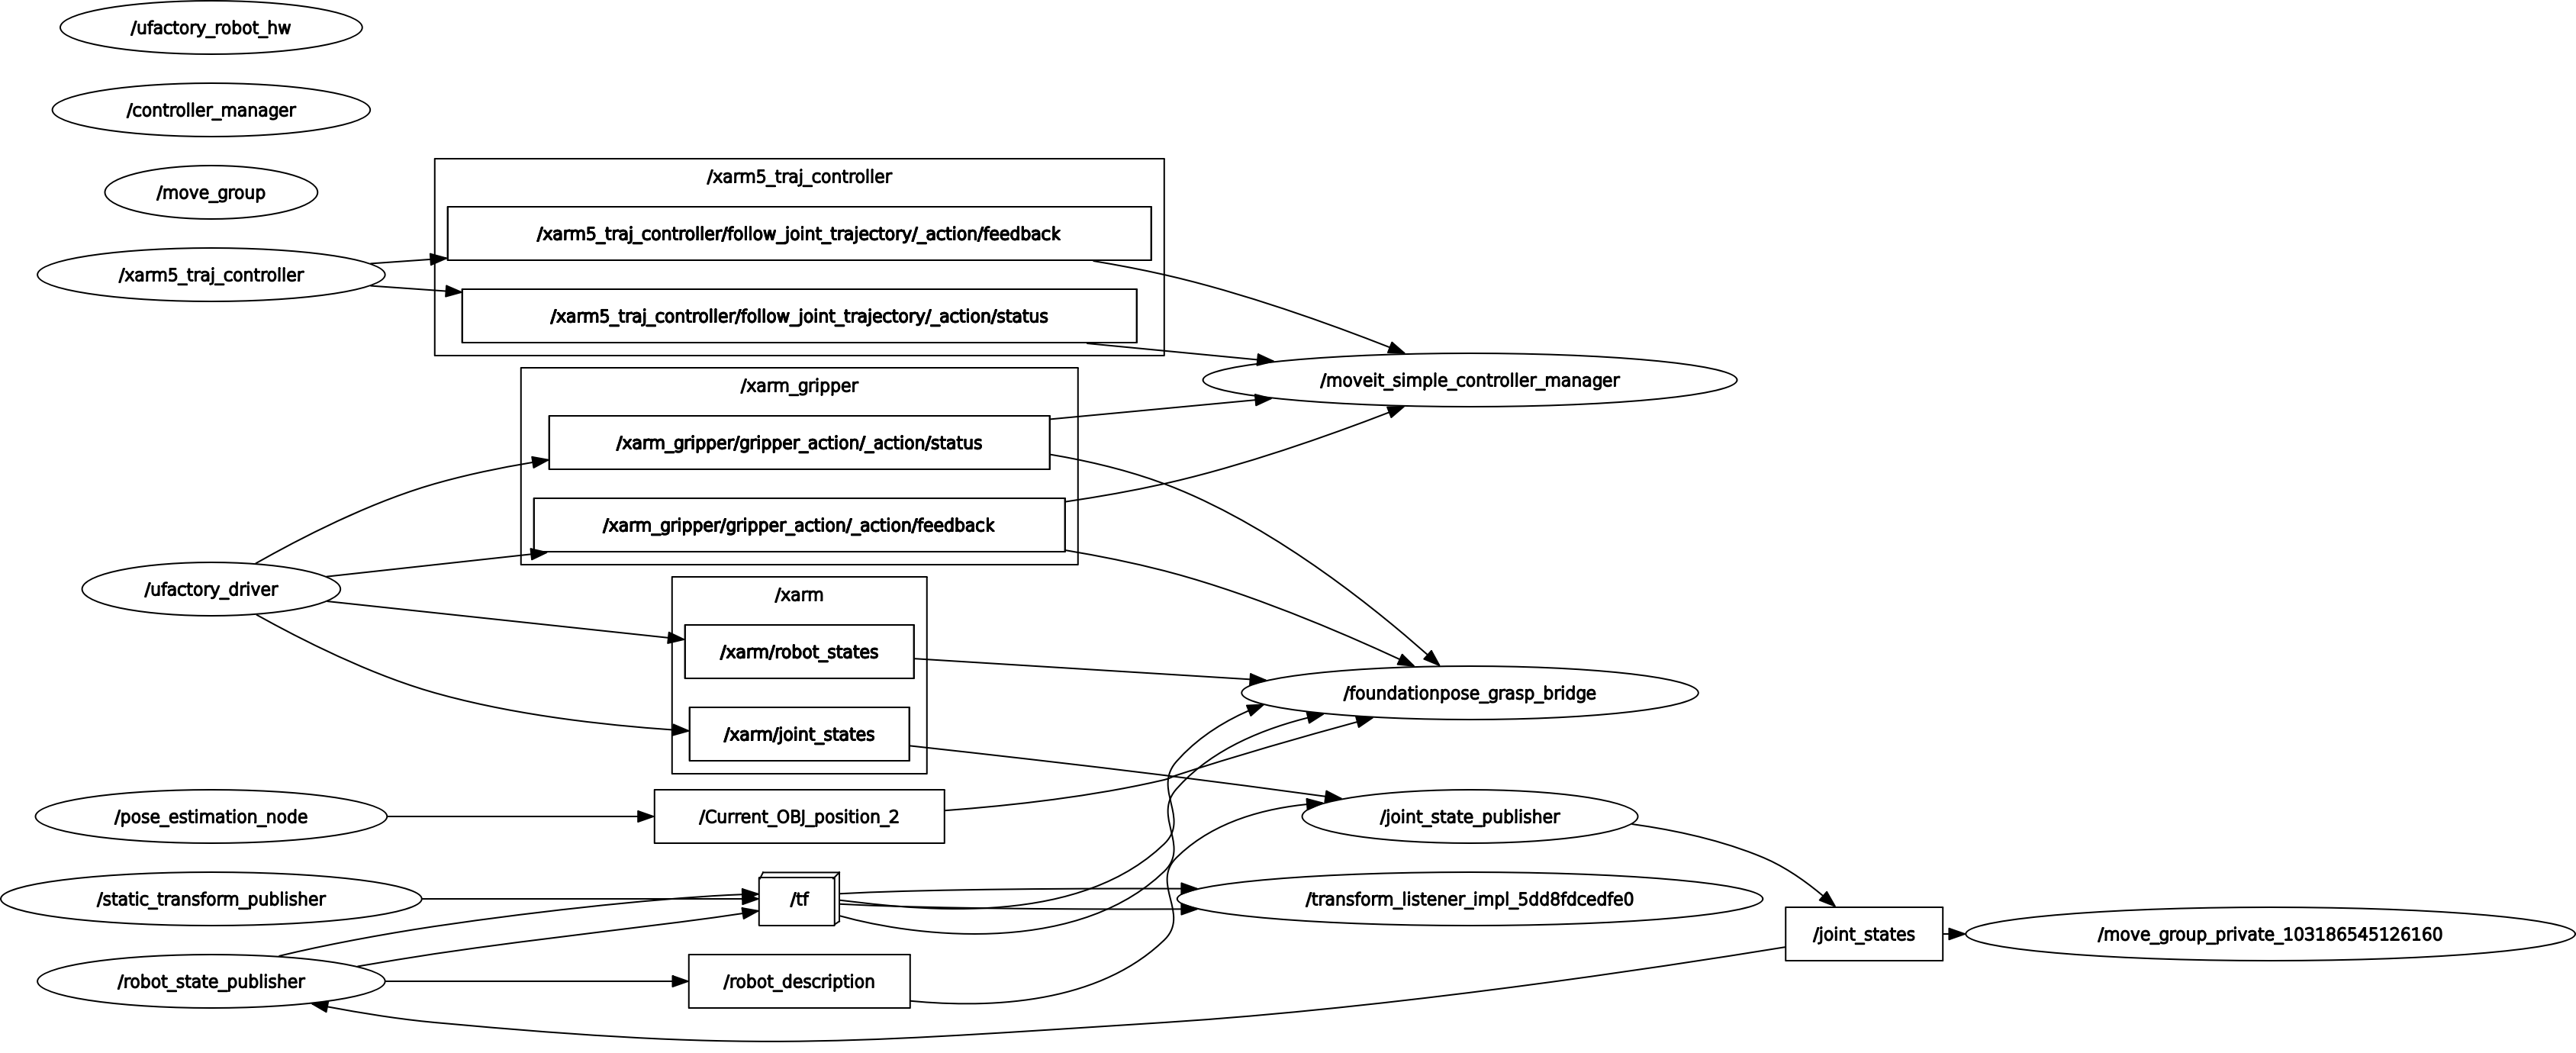 /ufactory_robot_hw
/controller_manager
/move_group
/xarm5_traj_controller
/xarm5_traj_controller
/xarm5_traj_controller/follow_joint_trajectory/_action/feedback
/xarm5_traj_controller/follow_joint_trajectory/_action/status
/moveit_simple_controller_manager
/xarm_gripper
/xarm_gripper/gripper_action/_action/status
/xarm_gripper/gripper_action/_action/feedback
/ufactory_driver
/xarm
/xarm/robot_states
/xarm/joint_states
/foundationpose_grasp_bridge
/pose_estimation_node
/Current_OBJ_position_2
/joint_state_publisher
/static_transform_publisher
/tf
/transform_listener_impl_5dd8fdcedfe0
/joint_states
/move_group_private_103186545126160
/robot_state_publisher
/robot_description